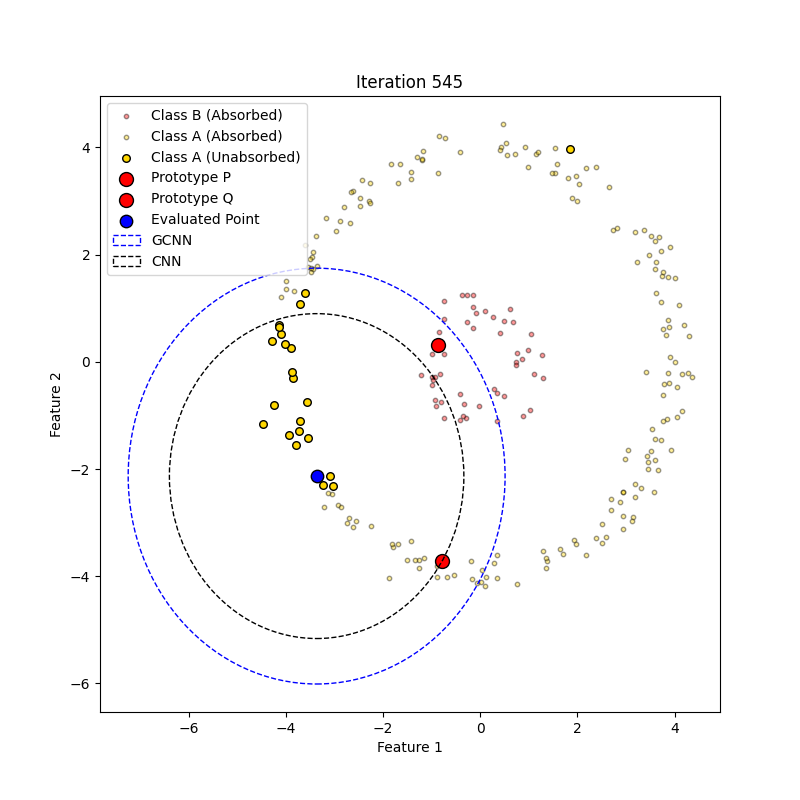 Iteration 545
Class B (Absorbed)
Class A (Absorbed)
Class A (Unabsorbed)
Prototype P
Prototype Q
Evaluated Point
GCNN
CNN
4
2
0
−2
−4
−6
Feature 2
−6 −4 −2 0 2 4
Feature 1